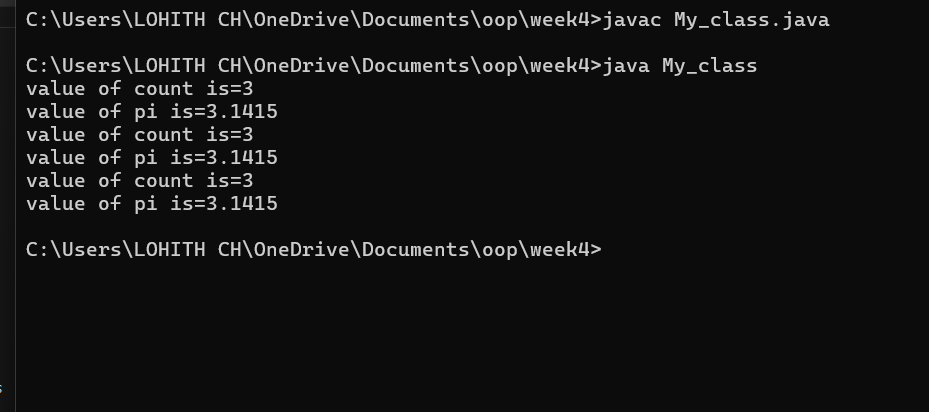 C:\Users\LOHITH CH\OneDrive\Documents\oop\week4>javac My_class.java
C:\Users\LOHITH CH\OneDrive\Documents\oop\week4>java My_class
value of count is=3
value of pi is=3.1415
value of count is=3
value of pi is=3.1415
value of count is=3
value of pi is=3.1415
C:\Users\LOHITH CH\OneDrive\Documents\oop\week4>
s